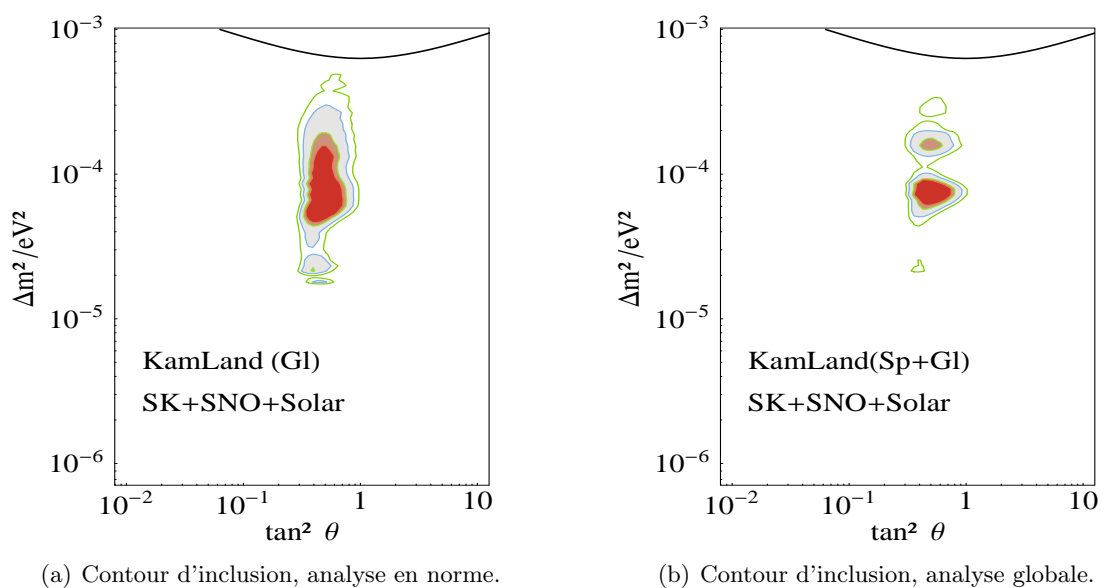 10⁻³
10⁻⁴
10⁻⁵
10⁻⁶
Δm²/eV²
KamLand (Gl)
SK+SNO+Solar
10⁻²
10⁻¹
1
10
tan² θ
(a) Contour d'inclusion, analyse en norme.
10⁻³
10⁻⁴
10⁻⁵
10⁻⁶
Δm²/eV²
KamLand(Sp+Gl)
SK+SNO+Solar
10⁻²
10⁻¹
1
10
tan² θ
(b) Contour d'inclusion, analyse globale.